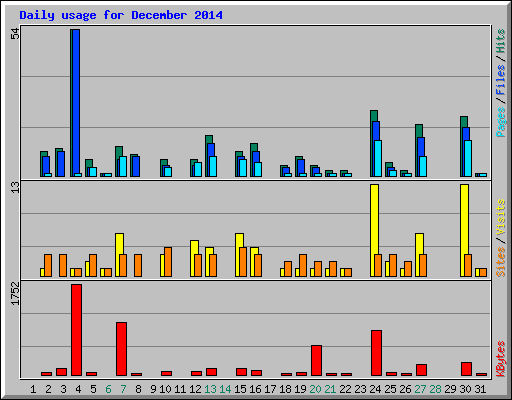 Daily usage for December 2014
54
Pages / Files / Hits
13
Sites / Visits
1752
KBytes
1 2 3 4 5 6 7 8 9 10 11 12 13 14 15 16 17 18 19 20 21 22 23 24 25 26 27 28 29 30 31